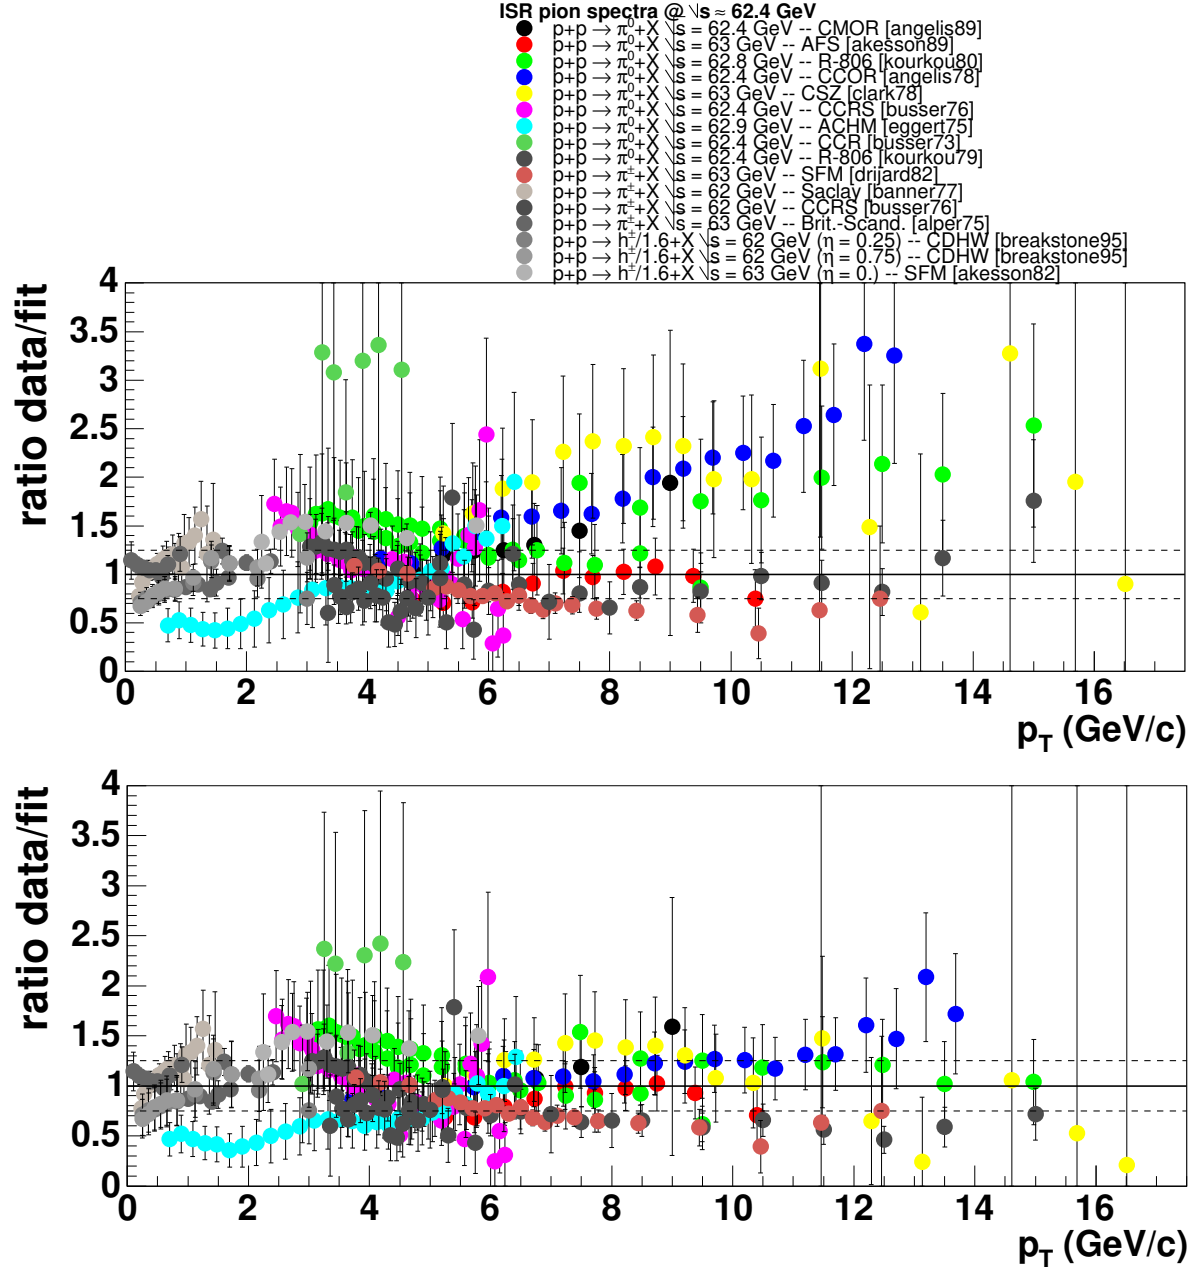 ISR pion spectra @ √s ≈ 62.4 GeV
p+p → π⁰+X √s = 62.4 GeV -- CMOR [angelis89]
p+p → π⁰+X √s = 63 GeV -- AFS [akesson89]
p+p → π⁰+X √s = 62.8 GeV -- R-806 [kourkou80]
p+p → π⁰+X √s = 62.4 GeV -- CCOR [angelis78]
p+p → π⁰+X √s = 63 GeV -- CSZ [clark78]
p+p → π⁰+X √s = 62.4 GeV -- CCRS [busser76]
p+p → π⁰+X √s = 62.9 GeV -- ACHM [eggert75]
p+p → π⁰+X √s = 62.4 GeV -- CCR [busser73]
p+p → π⁰+X √s = 62.4 GeV -- R-806 [kourkou79]
p+p → π±+X √s = 63 GeV -- SFM [drijard82]
p+p → π±+X √s = 62 GeV -- Saclay [banner77]
p+p → π±+X √s = 62 GeV -- CCRS [busser76]
p+p → π±+X √s = 63 GeV -- Brit.-Scand. [alper75]
p+p → h±/1.6+X √s = 62 GeV (η = 0.25) -- CDHW [breakstone95]
p+p → h±/1.6+X √s = 62 GeV (η = 0.75) -- CDHW [breakstone95]
p+p → h±/1.6+X √s = 63 GeV (η = 0.) -- SFM [akesson82]
ratio data/fit
4
3.5
3
2.5
2
1.5
1
0.5
0
0 2 4 6 8 10 12 14 16
p_T (GeV/c)
ratio data/fit
4
3.5
3
2.5
2
1.5
1
0.5
0
0 2 4 6 8 10 12 14 16
p_T (GeV/c)